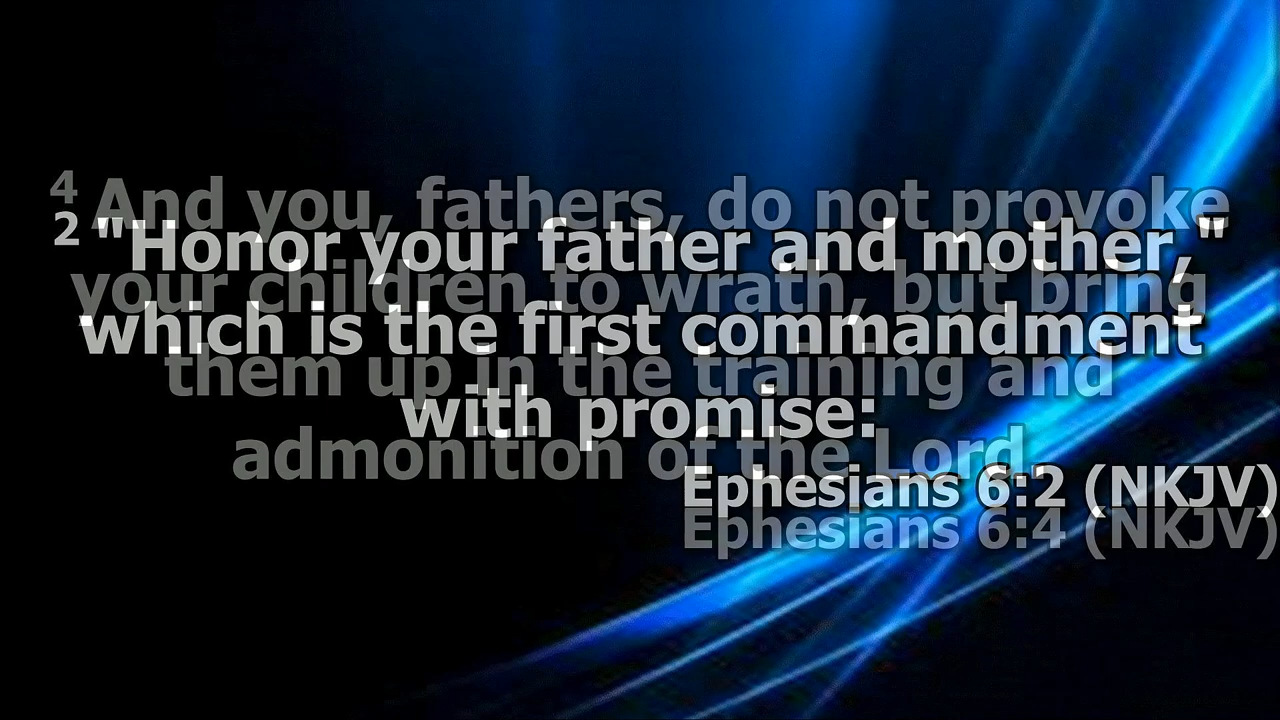 4 And you, fathers, do not provoke
your children to wrath, but bring
them up in the training and
admonition of the Lord.
Ephesians 6:4 (NKJV)
2 "Honor your father and mother,"
which is the first commandment
with promise:
Ephesians 6:2 (NKJV)